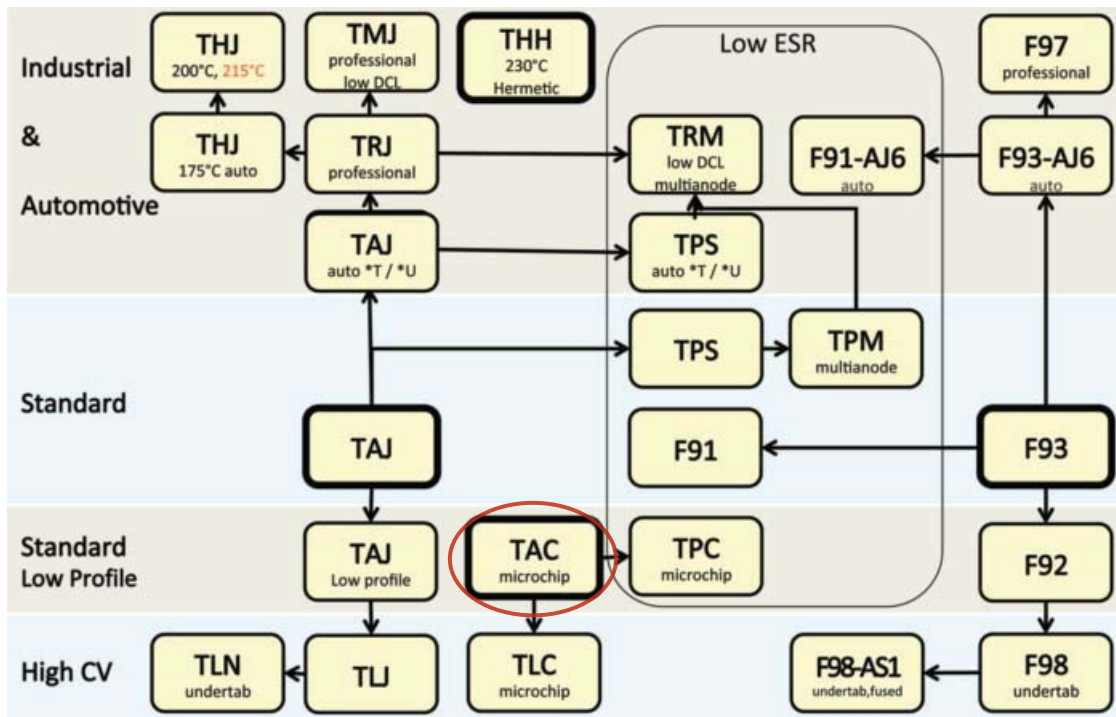 Industrial
&
Automotive
THJ
200°C, 215°C
TMJ
professional
low DCL
THH
230°C
Hermetic
Low ESR
F97
professional
THJ
175°C auto
TRJ
professional
TRM
low DCL
multianode
F91-AJ6
auto
F93-AJ6
auto
TAJ
auto *T / *U
TPS
auto *T / *U
Standard
TPS
TPM
multianode
TAJ
F91
F93
Standard
Low Profile
TAJ
Low profile
TAC
microchip
TPC
microchip
F92
High CV
TLN
undertab
TLJ
TLC
microchip
F98-AS1
undertab,fused
F98
undertab